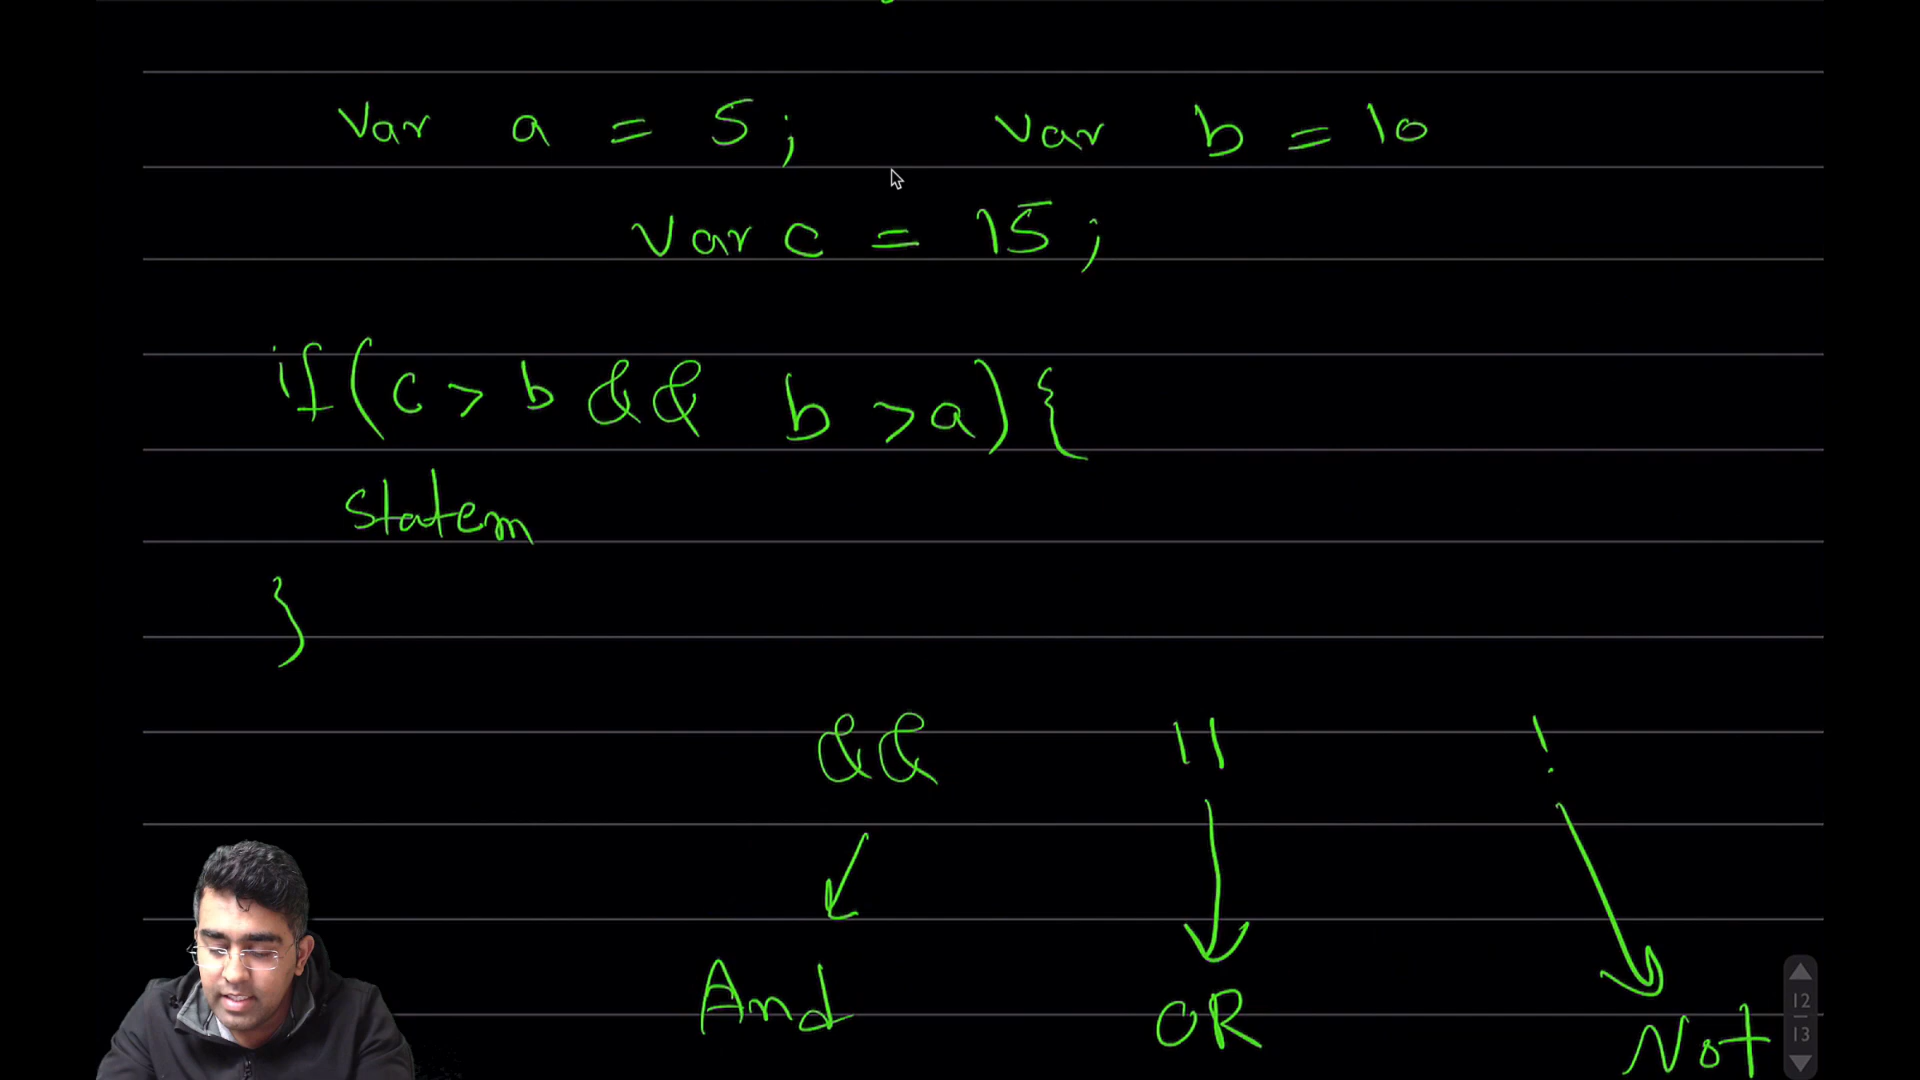 var a = 5; var b = 10
var c = 15;
if (c > b && b > a) {
statem
}
&& || !
And OR Not
12
13